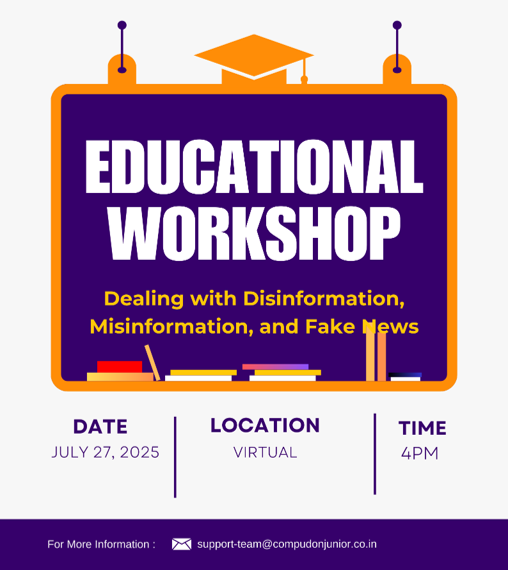 EDUCATIONAL
WORKSHOP
Dealing with Disinformation,
Misinformation, and Fake News
DATE
JULY 27, 2025
LOCATION
VIRTUAL
TIME
4PM
For More Information : support-team@compudonjunior.co.in